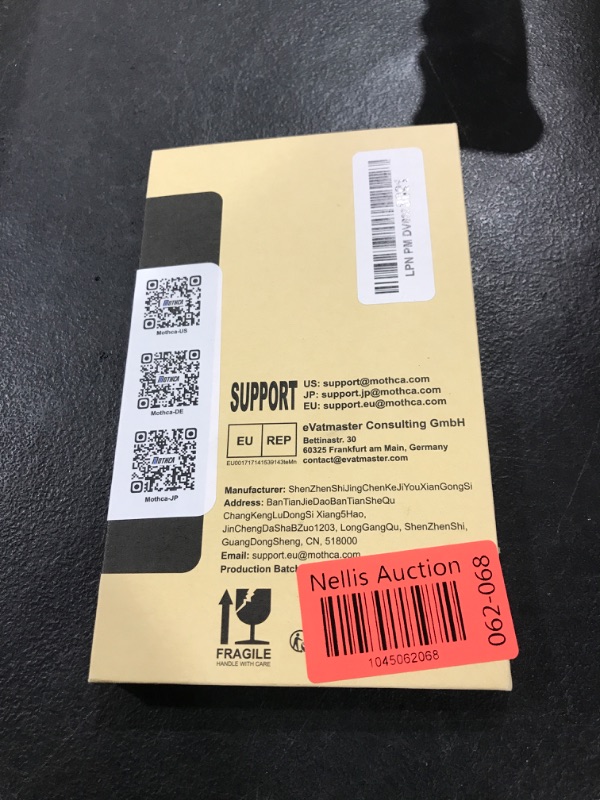 LPN PM
MOTHCA
Mothca-US
MOTHCA
Mothca-DE
MOTHCA
Mothca-JP
SUPPORT
US: support@mothca.com
JP: support.jp@mothca.com
EU: support.eu@mothca.com
EU REP
eVatmaster Consulting GmbH
Bettinastr. 30
60325 Frankfurt am Main, Germany
contact@evatmaster.com
Manufacturer: ShenZhenShiJingChenKeJiYouXianGongSi
Address: BanTianJieDaoBanTianSheQu
ChangKengLuDongSi Xiang5Hao,
JinChengDaShaBZuo1203, LongGangQu, ShenZhenShi,
GuangDongSheng, CN, 518000
Email: support.eu@mothca.com
Production
FRAGILE
HANDLE WITH CARE
Nellis Auction
1045062068
062-068